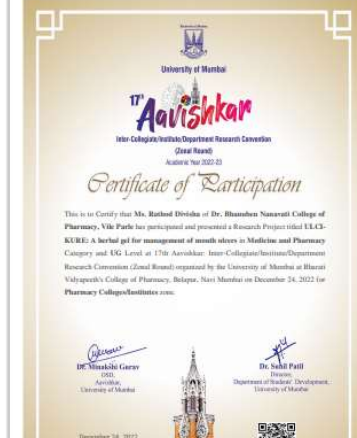 University of Mumbai
17th
Aavishkar
Inter-Collegiate/Institute/Department Research Convention
(Zonal Round)
Academic Year 2022-23
Certificate of Participation
This is to Certify that Ms. Rathod Divisha of Dr. Bhanuben Nanavati College of
Pharmacy, Vile Parle has participated and presented a Research Project titled ULCI-
KURE: A herbal gel for management of mouth ulcers in Medicine and Pharmacy
Category and UG Level at 17th Aavishkar: Inter-Collegiate/Institute/Department
Research Convention (Zonal Round) organized by the University of Mumbai at Bharati
Vidyapeeth's College of Pharmacy, Belapur, Navi Mumbai on December 24, 2022 for
Pharmacy Colleges/Institutes zone.
Dr. Minakshi Gurav
OSD,
Aavishkar,
University of Mumbai
Dr. Sunil Patil
Director,
Department of Students' Development,
University of Mumbai
December 24, 2022